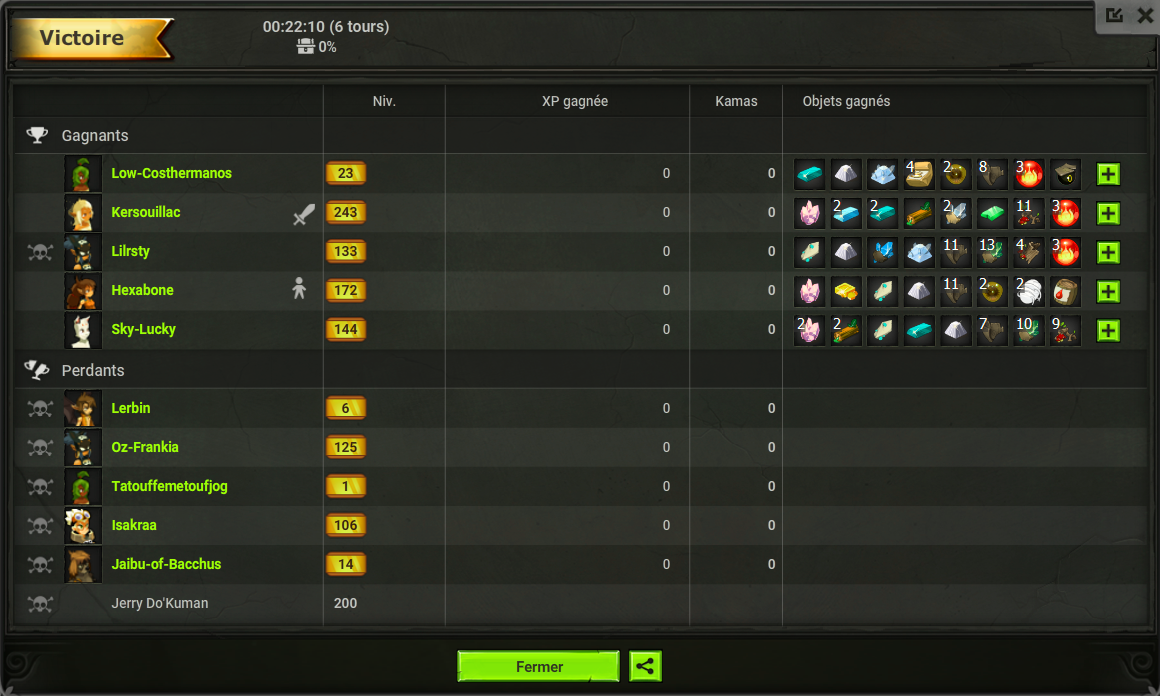 Victoire
00:22:10 (6 tours)
0%
Niv. XP gagnée Kamas Objets gagnés
Gagnants
Low-Costhermanos 23 0 0 4 2 8 3
Kersouillac 243 0 0 2 2 2 11 3
Lilrsty 133 0 0 11 13 4 3
Hexabone 172 0 0 11 2 2
Sky-Lucky 144 0 0 2 2 7 10 9
Perdants
Lerbin 6 0 0
Oz-Frankia 125 0 0
Tatouffemetoufjog 1 0 0
Isakraa 106 0 0
Jaibu-of-Bacchus 14 0 0
Jerry Do'Kuman 200
Fermer